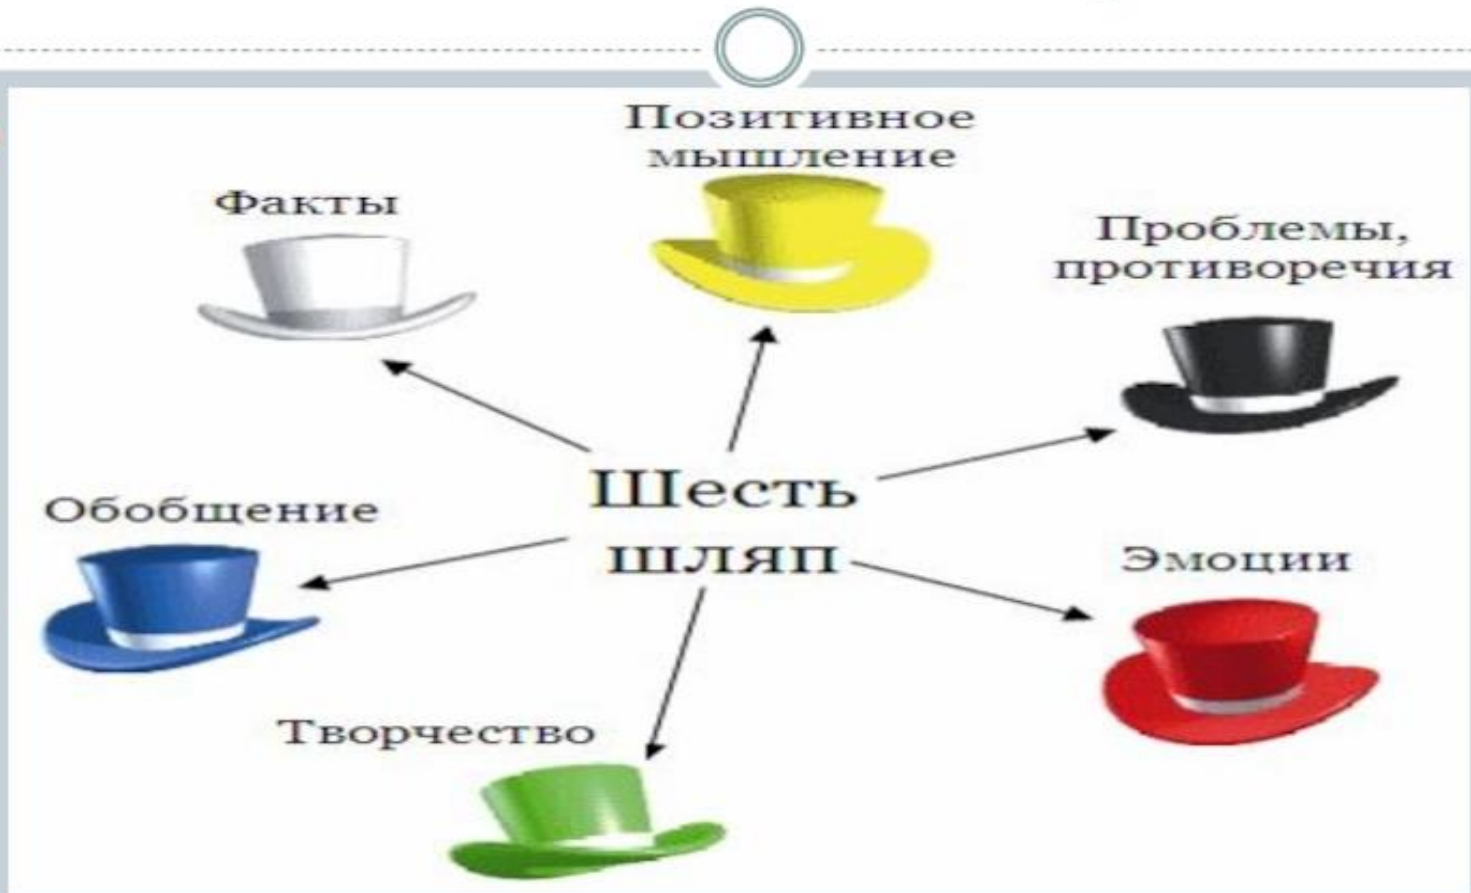 Позитивное
мышление
Факты
Проблемы,
противоречия
Шесть
шляп
Обобщение
Эмоции
Творчество